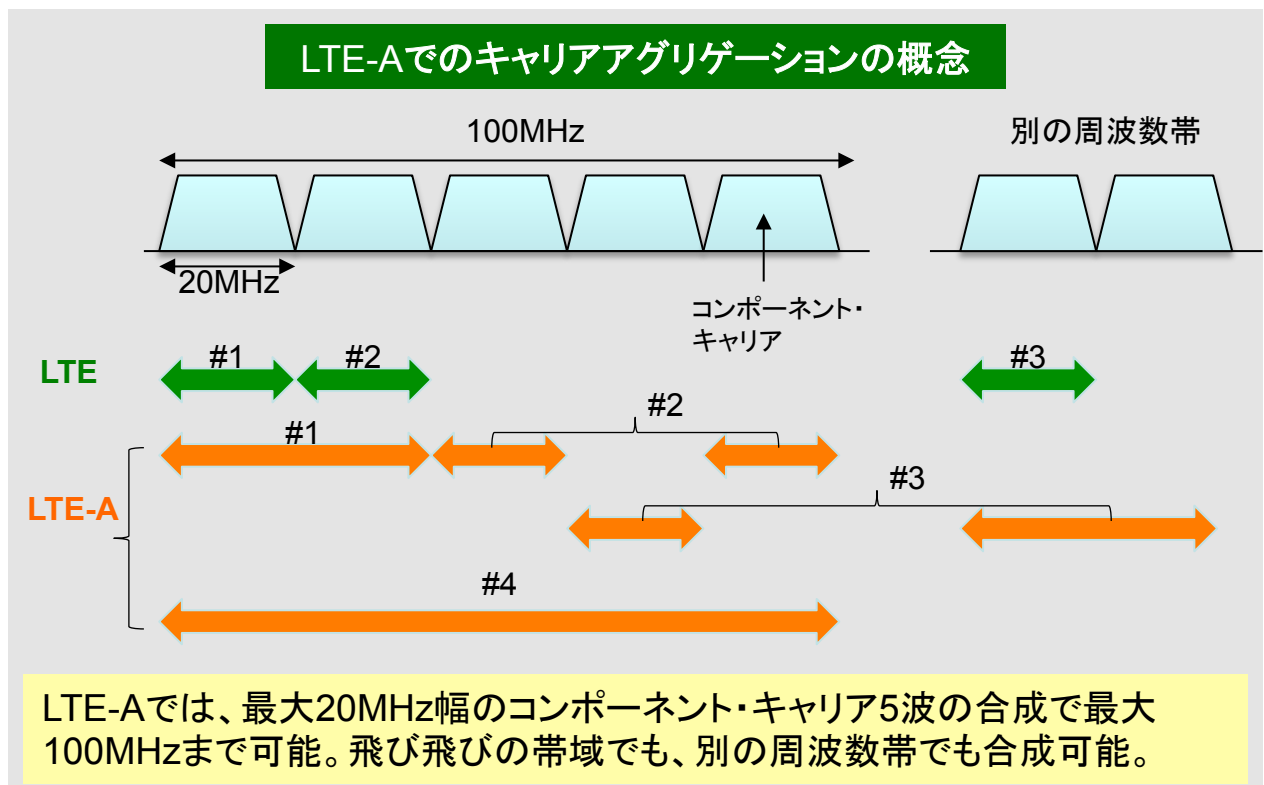 LTE-Aでのキャリアアグリゲーションの概念
100MHz
別の周波数帯
20MHz
コンポーネント・
キャリア
LTE
#1
#2
#3
#2
#1
#3
LTE-A
#4
LTE-Aでは、最大20MHz幅のコンポーネント・キャリア5波の合成で最大
100MHzまで可能。飛び飛びの帯域でも、別の周波数帯でも合成可能。